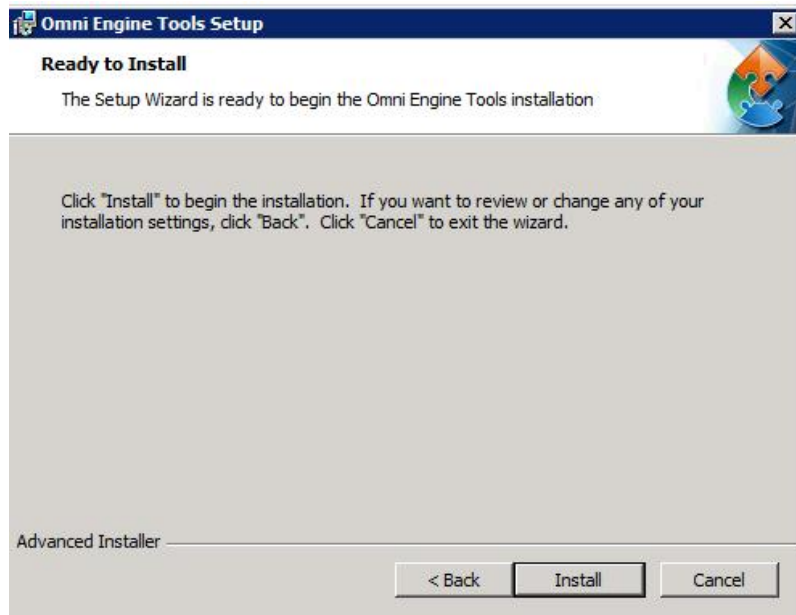 Omni Engine Tools Setup
Ready to Install
The Setup Wizard is ready to begin the Omni Engine Tools installation
Click "Install" to begin the installation.  If you want to review or change any of your
installation settings, click "Back".  Click "Cancel" to exit the wizard.
Advanced Installer
< Back
Install
Cancel